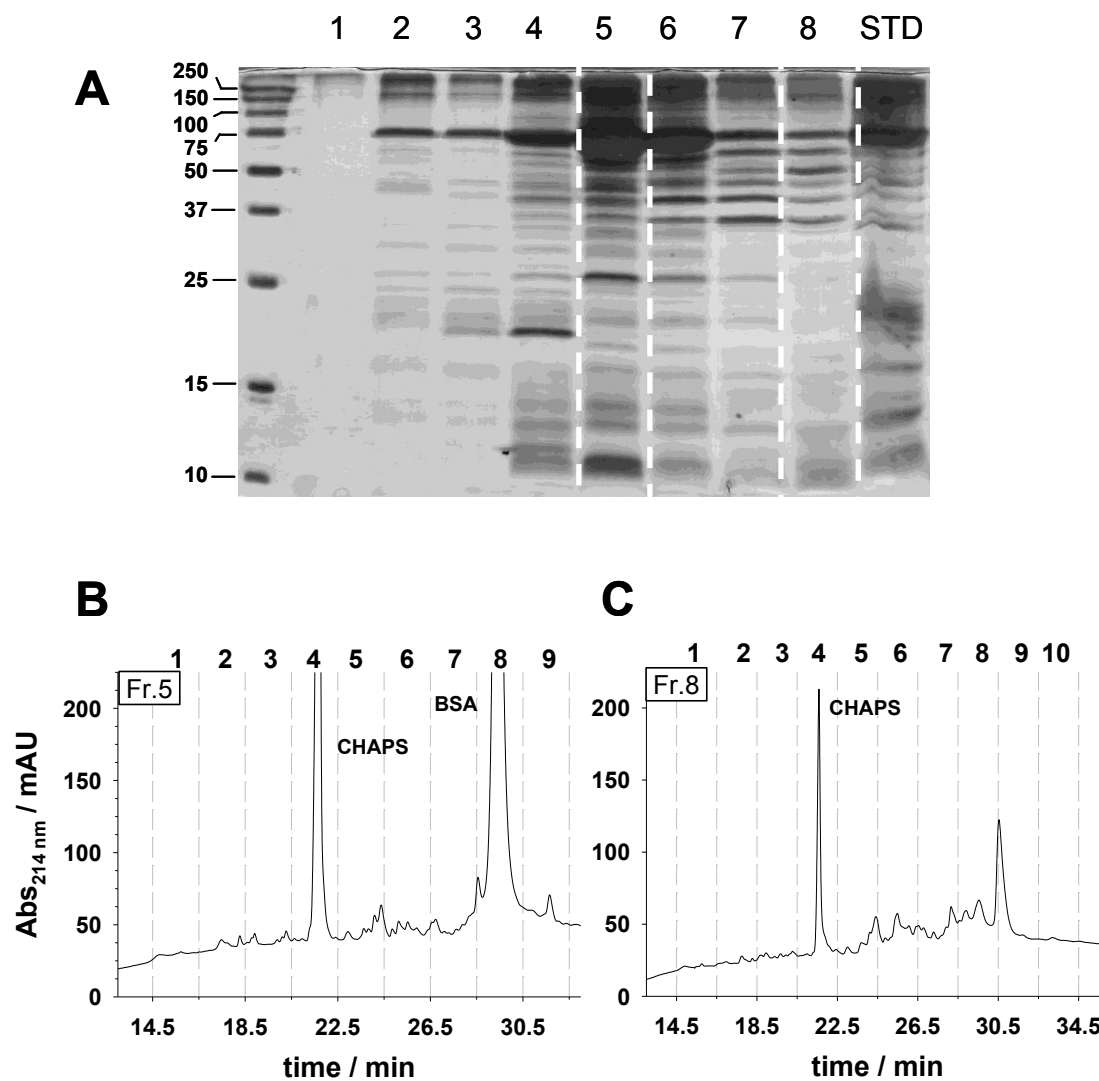 1 2 3 4 5 6 7 8 STD
A
250
150
100
75
50
37
25
15
10
B
1 2 3 4 5 6 7 8 9
Fr.5
BSA
CHAPS
200
150
100
50
0
Abs214 nm / mAU
14.5 18.5 22.5 26.5 30.5
time / min
C
1 2 3 4 5 6 7 8 9 10
Fr.8
CHAPS
200
150
100
50
0
14.5 18.5 22.5 26.5 30.5 34.5
time / min